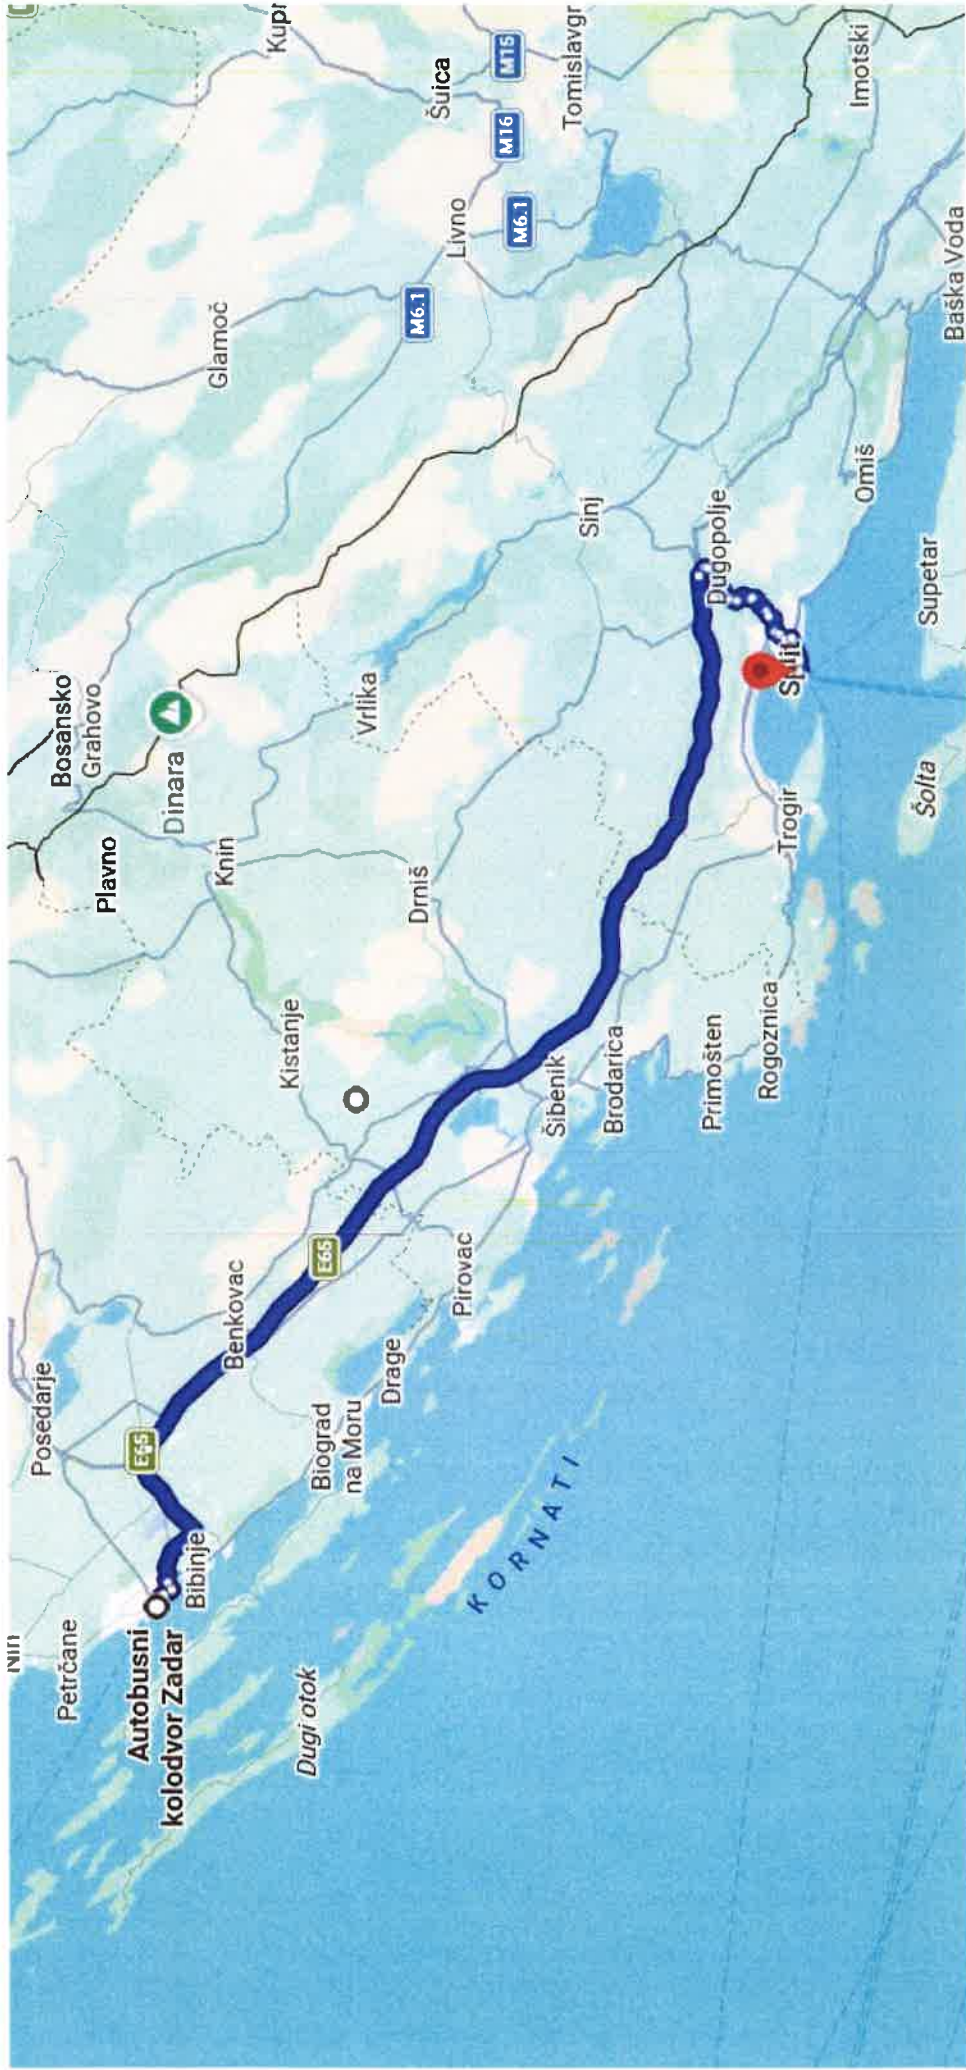 Posedarje
Petrčane
Bosansko
Grahovo
Plavno
E65
Autobusni
kolodvor Zadar
Dinara
Bibinje
Glamoč
Knin
Benkovac
Kupr
Kistanje
Dugi otok
E65
Biograd
na Moru
Vrlika
Drage
M6.1
Drniš
Šuica
Livno
Pirovac
KORNATI
M15
M16
M6.1
Šibenik
Tomislavgr
Sinj
Brodarica
Primošten
Dugopolje
Rogoznica
Trogir
Split
Omiš
Imotski
Šolta
Supetar
Baška Voda